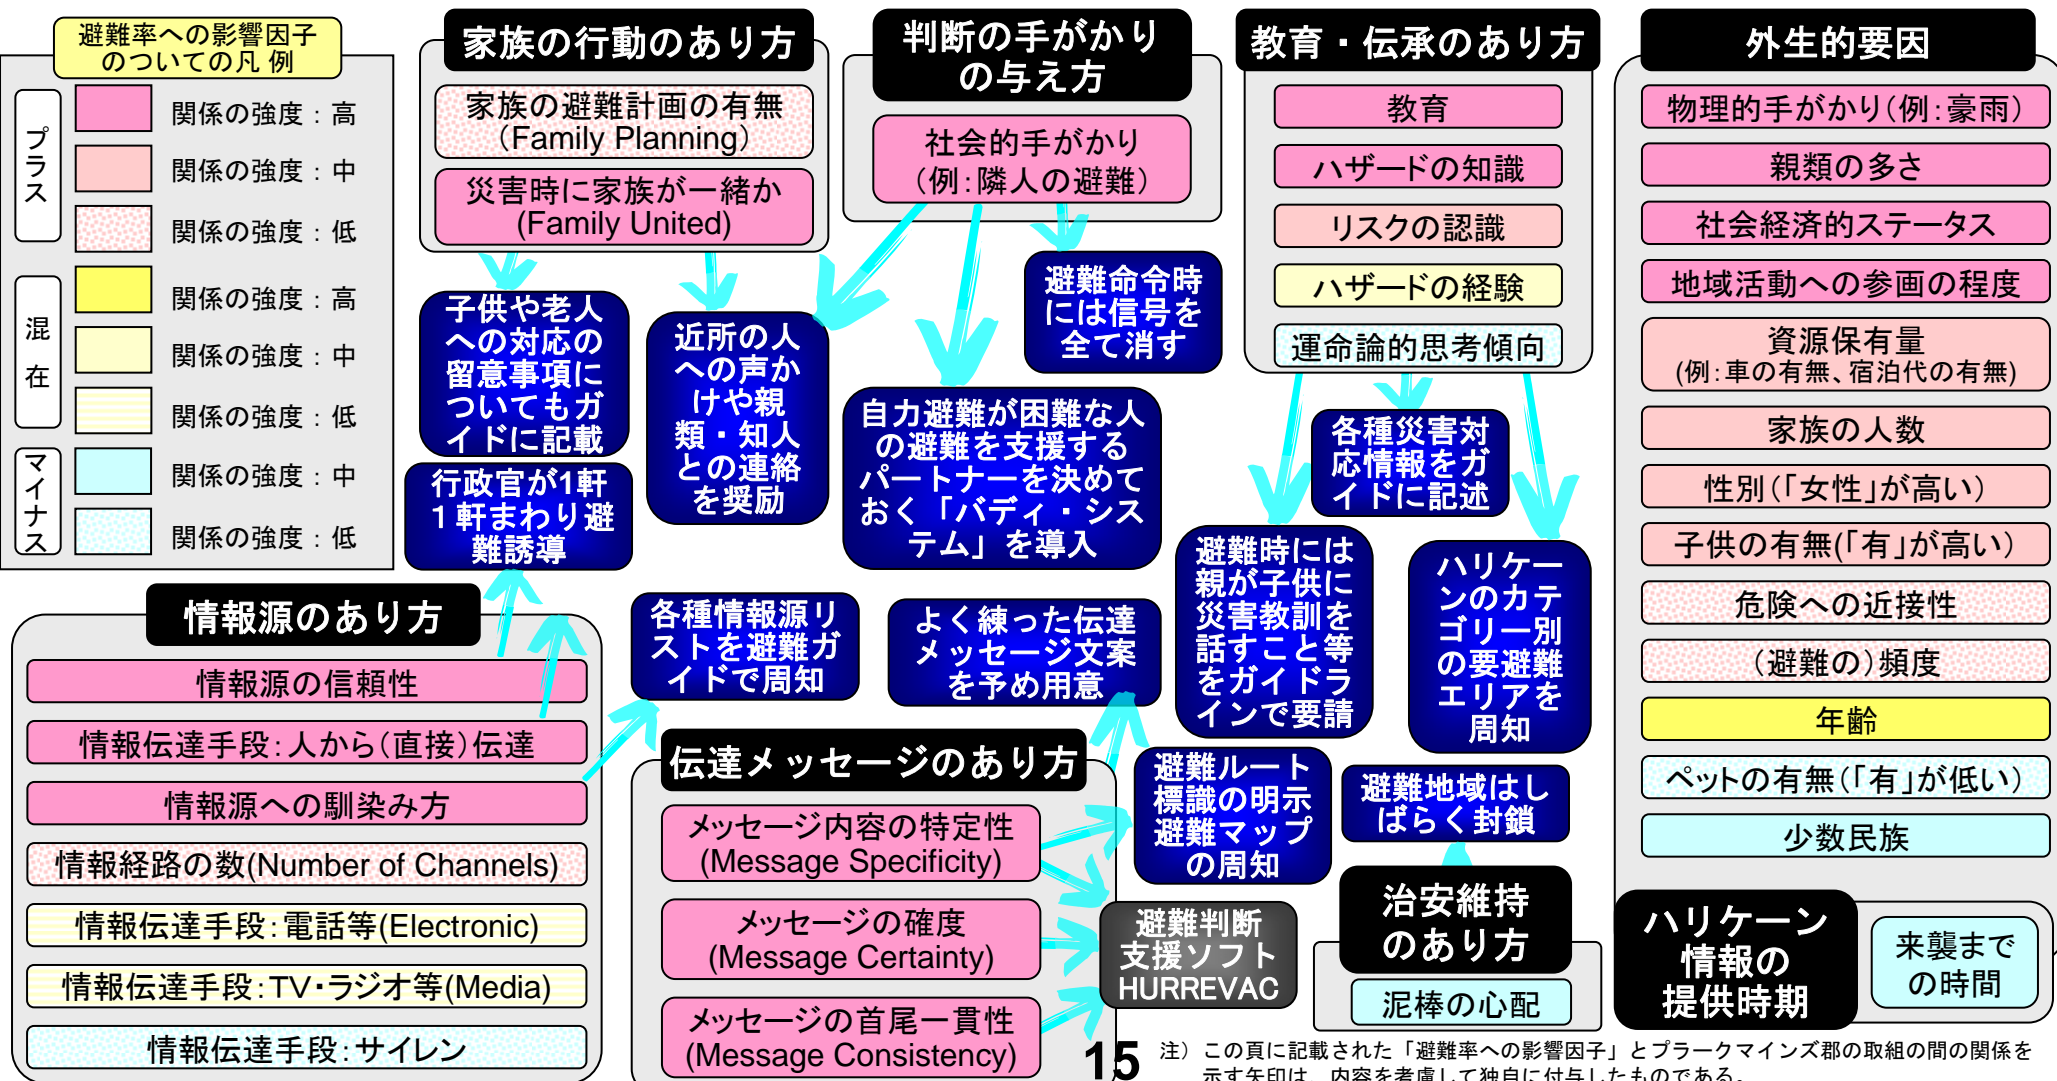 避難率への影響因子
のついての凡 例
プラス
関係の強度：高
関係の強度：中
関係の強度：低
混在
関係の強度：高
関係の強度：中
関係の強度：低
マイナス
関係の強度：中
関係の強度：低
家族の行動のあり方
家族の避難計画の有無
（Family Planning）
災害時に家族が一緒か
(Family United)
判断の手がかり
の与え方
社会的手がかり
（例：隣人の避難）
教育・伝承のあり方
教育
ハザードの知識
リスクの認識
ハザードの経験
運命論的思考傾向
外生的要因
物理的手がかり（例：豪雨）
親類の多さ
社会経済的ステータス
地域活動への参画の程度
資源保有量
(例：車の有無、宿泊代の有無)
家族の人数
性別（「女性」が高い）
子供の有無(「有」が高い）
危険への近接性
（避難の）頻度
年齢
ペットの有無（「有」が低い）
少数民族
子供や老人
への対応の
留意事項に
ついてもガ
イドに記載
近所の人
への声か
けや親
類・知人
との連絡
を奨励
避難命令時
には信号を
全て消す
自力避難が困難な人
の避難を支援する
パートナーを決めて
おく「バディ・シス
テム」を導入
各種災害対
応情報をガ
イドに記述
行政官が1軒
１軒まわり避
難誘導
避難時には
親が子供に
災害教訓を
話すこと等
をガイドラ
インで要請
ハリケー
ンのカテ
ゴリー別
の要避難
エリアを
周知
情報源のあり方
情報源の信頼性
情報伝達手段：人から（直接）伝達
情報源への馴染み方
情報経路の数(Number of Channels)
情報伝達手段：電話等(Electronic)
情報伝達手段：TV・ラジオ等(Media)
情報伝達手段：サイレン
各種情報源リ
ストを避難ガ
イドで周知
よく練った伝達
メッセージ文案
を予め用意
伝達メッセージのあり方
メッセージ内容の特定性
(Message Specificity)
メッセージの確度
(Message Certainty)
メッセージの首尾一貫性
(Message Consistency)
避難ルート
標識の明示
避難マップ
の周知
避難地域はし
ばらく封鎖
避難判断
支援ソフト
HURREVAC
治安維持
のあり方
泥棒の心配
ハリケーン
情報の
提供時期
来襲まで
の時間
15
注）この頁に記載された「避難率への影響因子」とプラークマインズ郡の取組の間の関係を
示す矢印は、内容を考慮して独自に付与したものである。